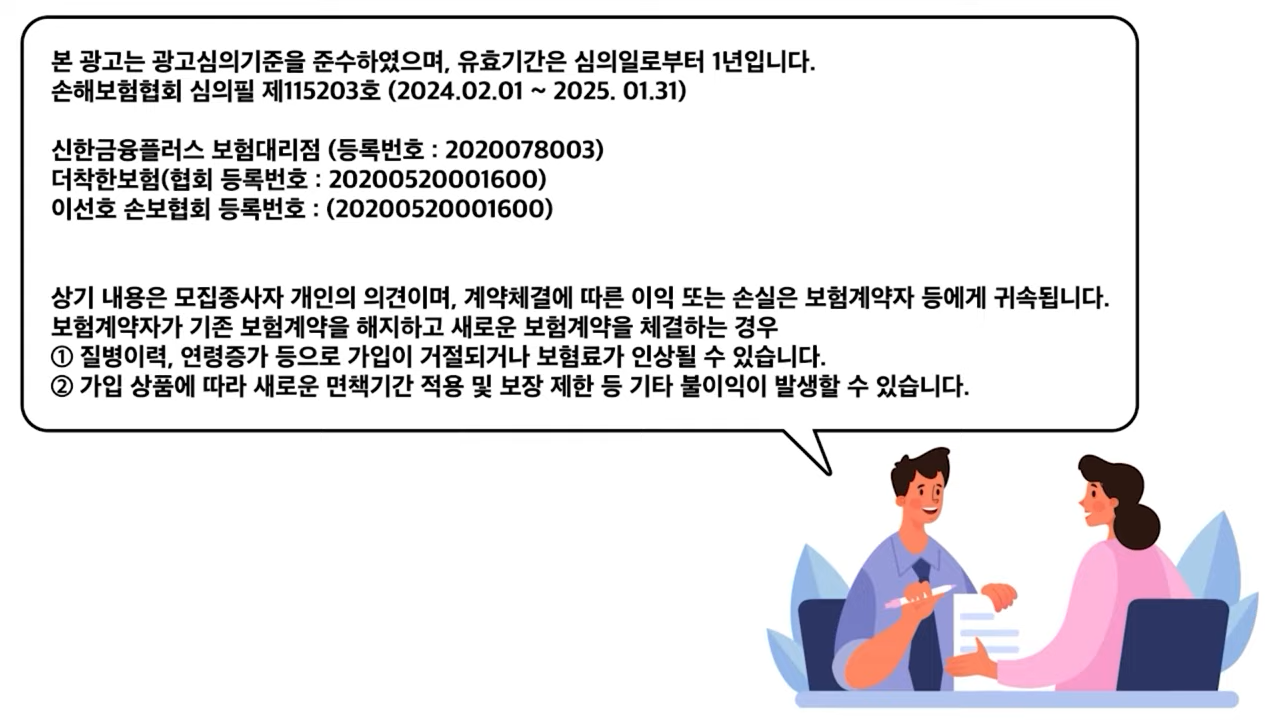 본 광고는 광고심의기준을 준수하였으며, 유효기간은 심의일로부터 1년입니다.
손해보험협회 심의필 제115203호 (2024.02.01 ~ 2025. 01.31)
신한금융플러스 보험대리점 (등록번호 : 2020078003)
더착한보험(협회 등록번호 : 20200520001600)
이선호 손보협회 등록번호 : (20200520001600)
상기 내용은 모집종사자 개인의 의견이며, 계약체결에 따른 이익 또는 손실은 보험계약자 등에게 귀속됩니다.
보험계약자가 기존 보험계약을 해지하고 새로운 보험계약을 체결하는 경우
① 질병이력, 연령증가 등으로 가입이 거절되거나 보험료가 인상될 수 있습니다.
② 가입 상품에 따라 새로운 면책기간 적용 및 보장 제한 등 기타 불이익이 발생할 수 있습니다.